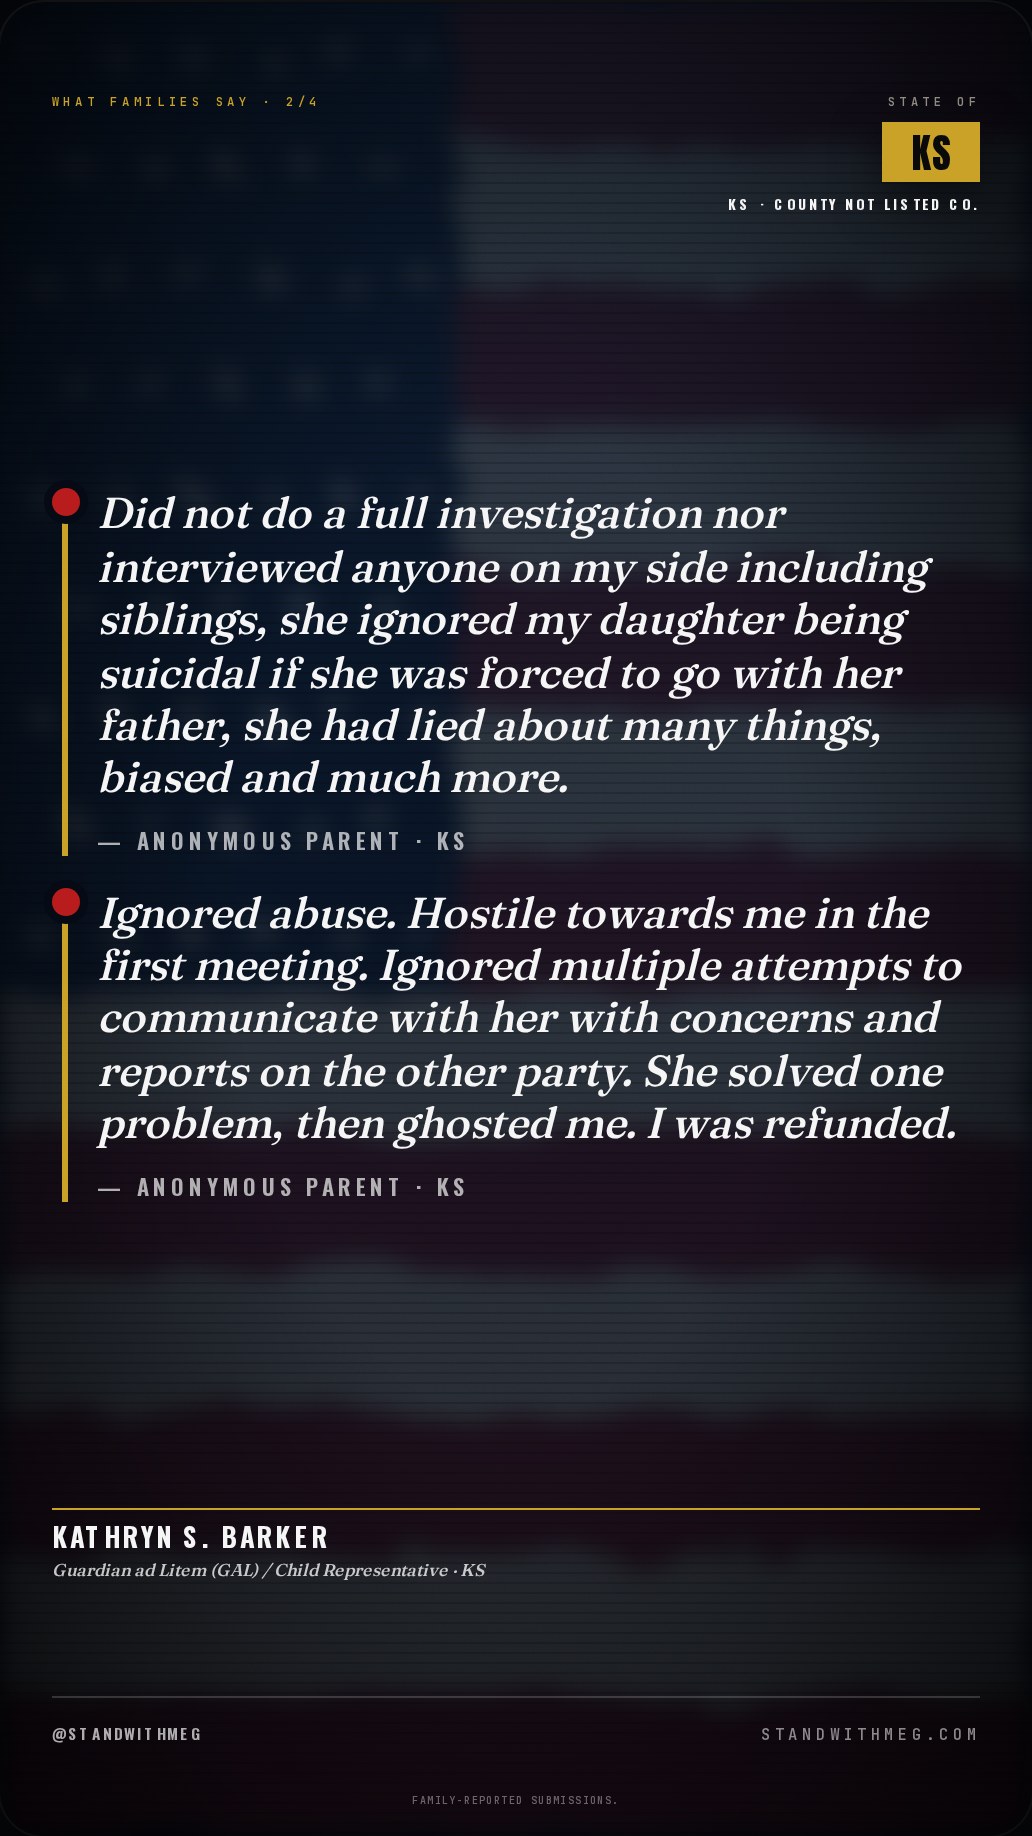 WHAT FAMILIES SAY · 2/4
STATE OF
KS
KS · COUNTY NOT LISTED CO.
Did not do a full investigation nor
interviewed anyone on my side including
siblings, she ignored my daughter being
suicidal if she was forced to go with her
father, she had lied about many things,
biased and much more.
— ANONYMOUS PARENT · KS
Ignored abuse. Hostile towards me in the
first meeting. Ignored multiple attempts to
communicate with her with concerns and
reports on the other party. She solved one
problem, then ghosted me. I was refunded.
— ANONYMOUS PARENT · KS
KATHRYN S. BARKER
Guardian ad Litem (GAL) / Child Representative · KS
@STANDWITHMEG
STANDWITHMEG.COM
FAMILY-REPORTED SUBMISSIONS.